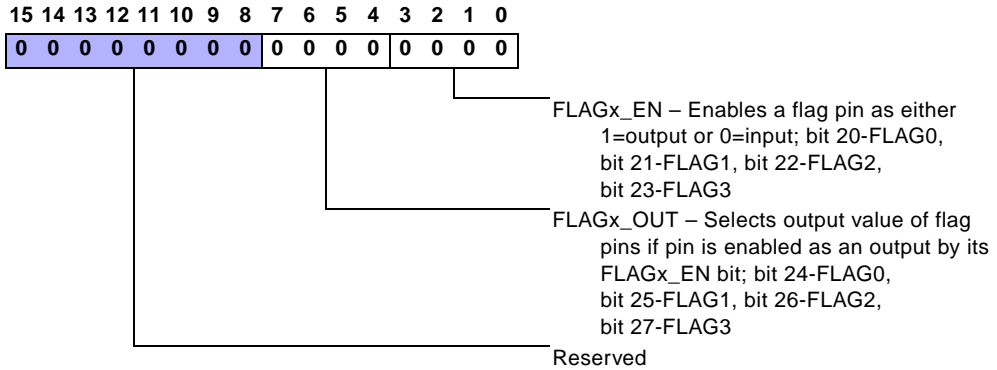 15 14 13 12 11 10 9 8 7 6 5 4 3 2 1 0
0 0 0 0 0 0 0 0 0 0 0 0 0 0 0 0
FLAGx_EN – Enables a flag pin as either
1=output or 0=input; bit 20-FLAG0,
bit 21-FLAG1, bit 22-FLAG2,
bit 23-FLAG3
FLAGx_OUT – Selects output value of flag
pins if pin is enabled as an output by its
FLAGx_EN bit; bit 24-FLAG0,
bit 25-FLAG1, bit 26-FLAG2,
bit 27-FLAG3
Reserved